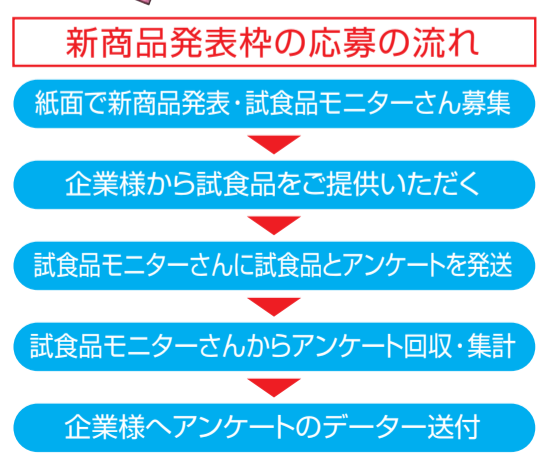 新商品発表枠の応募の流れ
紙面で新商品発表・試食品モニターさん募集
企業様から試食品をご提供いただく
試食品モニターさんに試食品とアンケートを発送
試食品モニターさんからアンケート回収・集計
企業様へアンケートのデーター送付